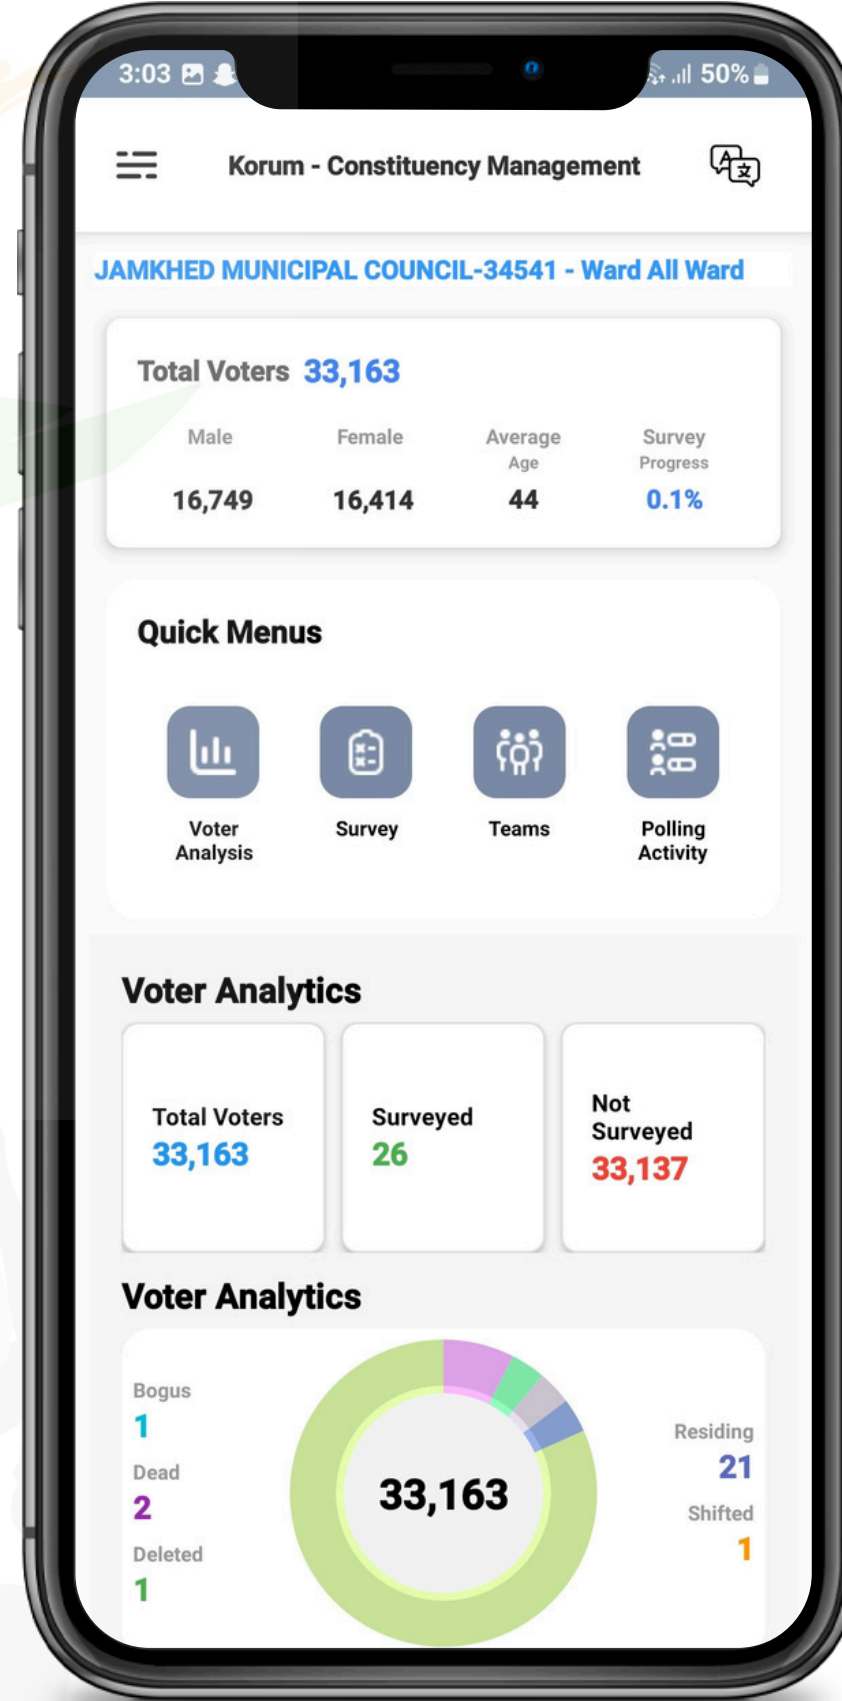 3:03 50%
Korum - Constituency Management
A 文
JAMKHED MUNICIPAL COUNCIL-34541 - Ward All Ward
Total Voters 33,163
Male Female Average Survey
Age Progress
16,749 16,414 44 0.1%
Quick Menus
Voter Survey Teams Polling
Analysis Activity
Voter Analytics
Total Voters
33,163
Surveyed
26
Not
Surveyed
33,137
Voter Analytics
Bogus
1
Dead
2
Deleted
1
33,163
Residing
21
Shifted
1